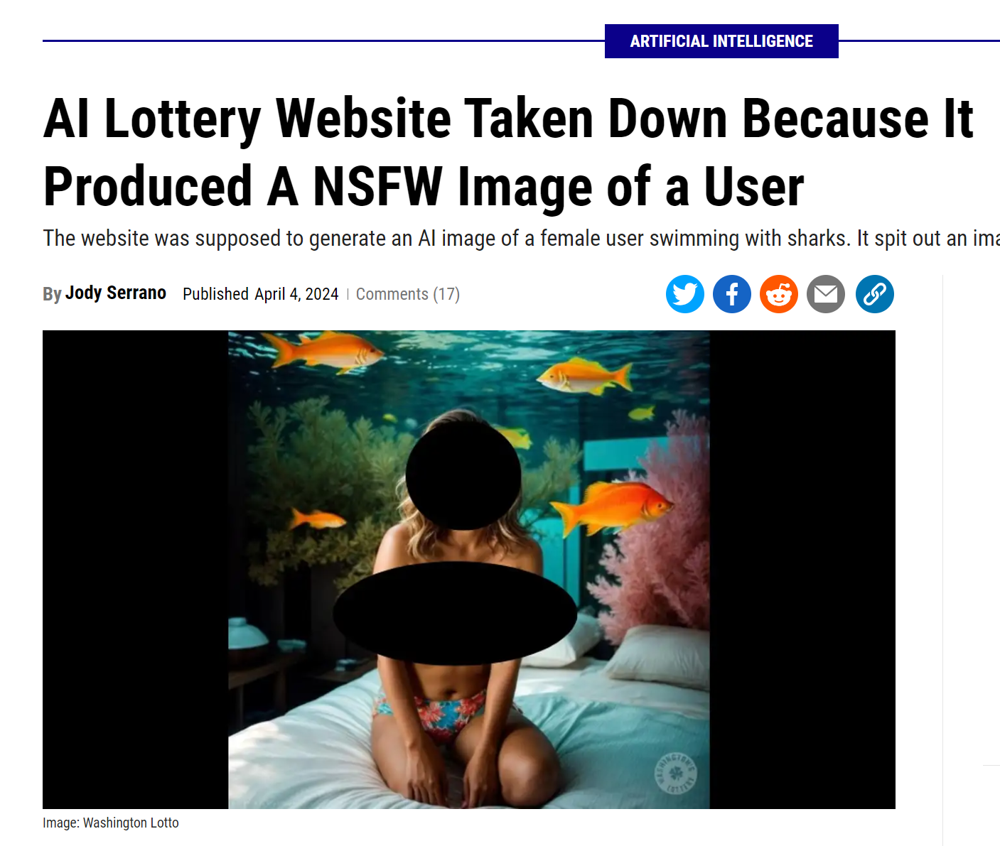 ARTIFICIAL INTELLIGENCE
AI Lottery Website Taken Down Because It
Produced A NSFW Image of a User
The website was supposed to generate an AI image of a female user swimming with sharks. It spit out an
By Jody Serrano Published April 4, 2024 | Comments (17)
WASHINGTON'S LOTTERY
Image: Washington Lotto